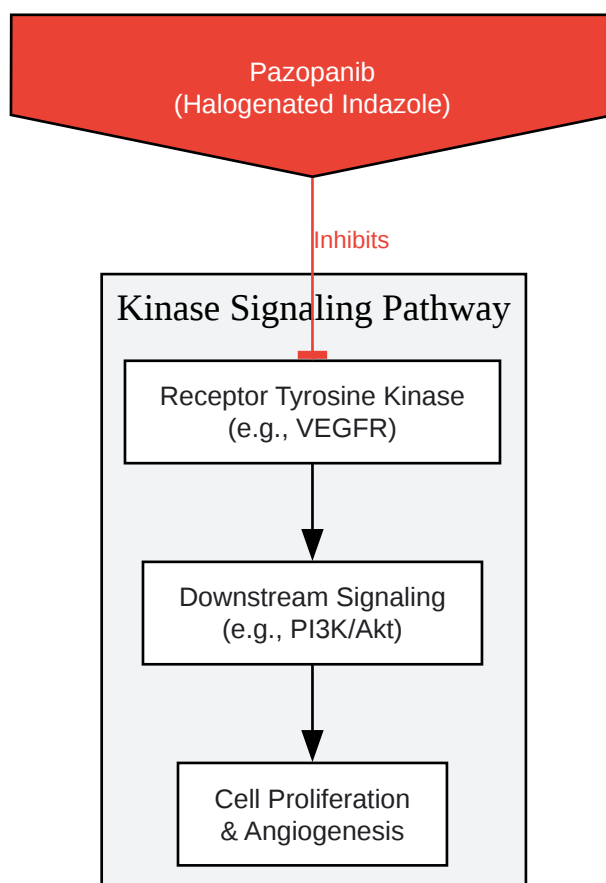 Pazopanib
(Halogenated Indazole)
Inhibits
Kinase Signaling Pathway
Receptor Tyrosine Kinase
(e.g., VEGFR)
Downstream Signaling
(e.g., PI3K/Akt)
Cell Proliferation
& Angiogenesis